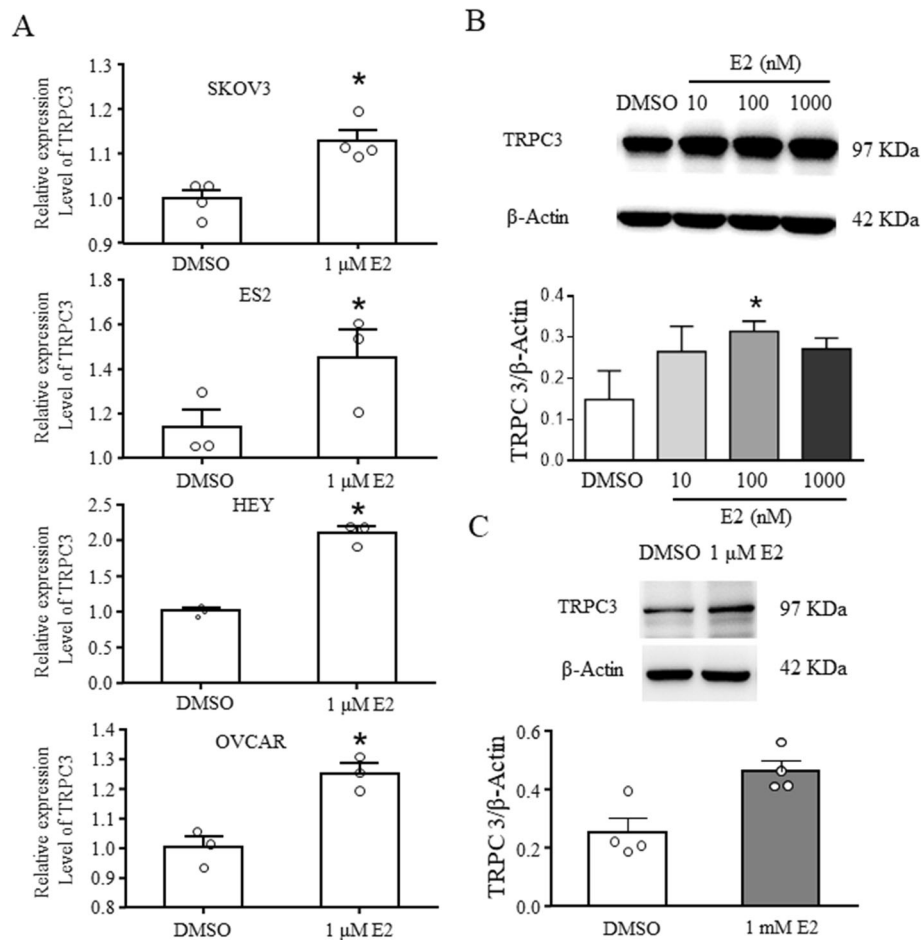 A
Relative expression
Level of TRPC3
1.3
1.2
1.1
1.0
0.9
SKOV3
*
DMSO
1 μM E2
Relative expression
Level of TRPC3
1.8
1.6
1.4
1.2
1.0
ES2
*
DMSO
1 μM E2
Relative expression
Level of TRPC3
2.5
2.0
1.5
1.0
0.5
0.0
HEY
*
DMSO
1 μM E2
Relative expression
Level of TRPC3
1.4
1.3
1.2
1.1
1.0
0.9
0.8
OVCAR
*
DMSO
1 μM E2
B
E2 (nM)
DMSO 10 100 1000
TRPC3 97 KDa
β-Actin 42 KDa
TRPC 3/β-Actin
0.4
0.3
0.2
0.1
0.0
*
DMSO 10 100 1000
E2 (nM)
C
DMSO 1 μM E2
TRPC3 97 KDa
β-Actin 42 KDa
TRPC 3/β-Actin
0.6
0.4
0.2
0.0
DMSO
1 mM E2